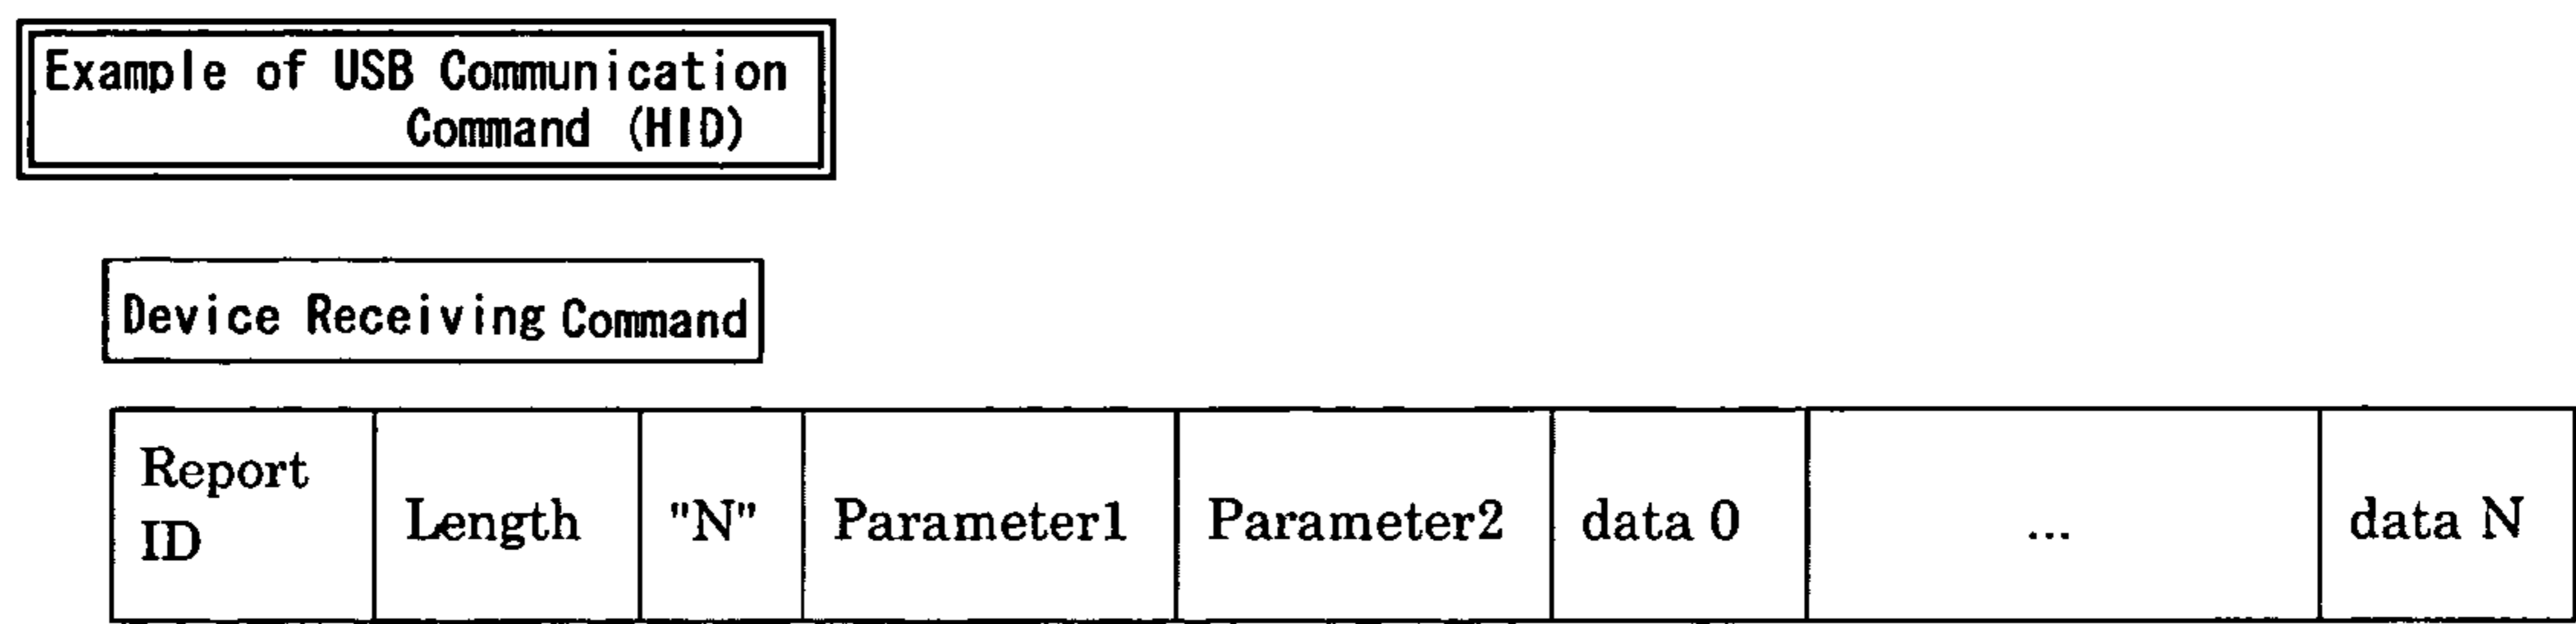 Example of USB Communication
Command (HID)
Device Receiving Command
Report
ID
Length
"N"
Parameter1
Parameter2
data 0
...
data N